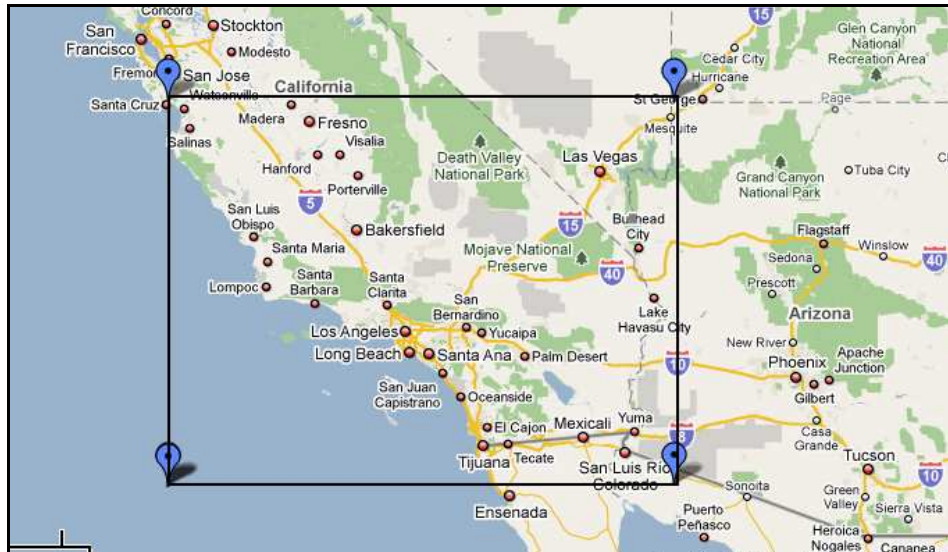 Concord
Stockton
San
Francisco
Modesto
15
Glen Canyon
National
Recreation Area
Cedar City
Fremon
San Jose
Hurricane
California
Watsonville
St George
Santa Cruz
Page
Madera
Fresno
Mesquite
Salinas
Visalia
Hanford
Death Valley
National Park
Las Vegas
Grand Canyon
National Park
Tuba City
Porterville
5
San Luis
Obispo
Bakersfield
15
Bullhead
City
Flagstaff
Winslow
Santa Maria
Mojave National
Preserve
40
Sedona
40
Lompoc
Santa
Barbara
Santa
Clarita
Prescott
San
Bernardino
Lake
Havasu City
Arizona
Los Angeles
Yucaipa
New River
Long Beach
Santa Ana
Palm Desert
10
Phoenix
Apache
Junction
San Juan
Capistrano
Oceanside
Gilbert
El Cajon
Mexicali
Yuma
8
Casa
Grande
Tijuana
Tecate
San Luis Río
Colorado
Tucson
10
Sonoita
Green
Valley
Sierra Vista
Ensenada
Puerto
Peñasco
Heroica
Nogales
Cananea